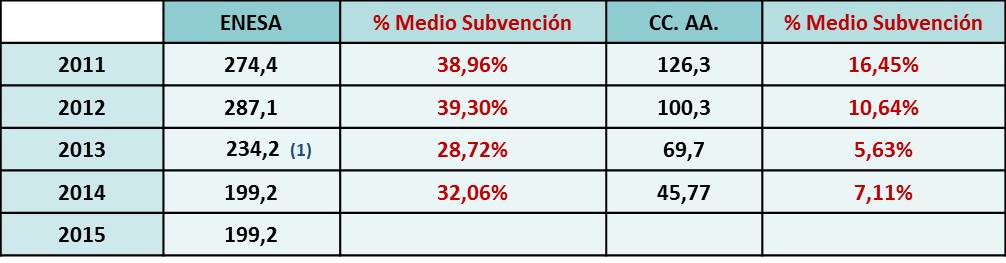 ENESA % Medio Subvención CC. AA. % Medio Subvención
2011 274,4 38,96% 126,3 16,45%
2012 287,1 39,30% 100,3 10,64%
2013 234,2 (1) 28,72% 69,7 5,63%
2014 199,2 32,06% 45,77 7,11%
2015 199,2